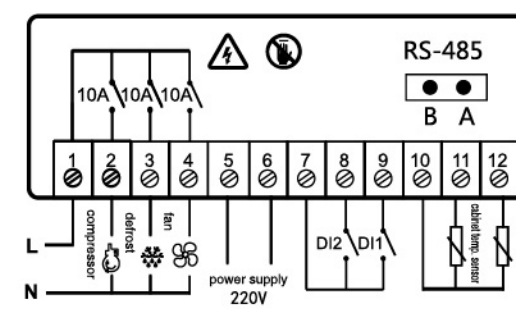 RS-485
10A 10A 10A
B A
1 2 3 4 5 6 7 8 9 10 11 12
compressor
defrost
fan
cabinet temp. sensor
L
DI2 DI1
N
power supply
220V